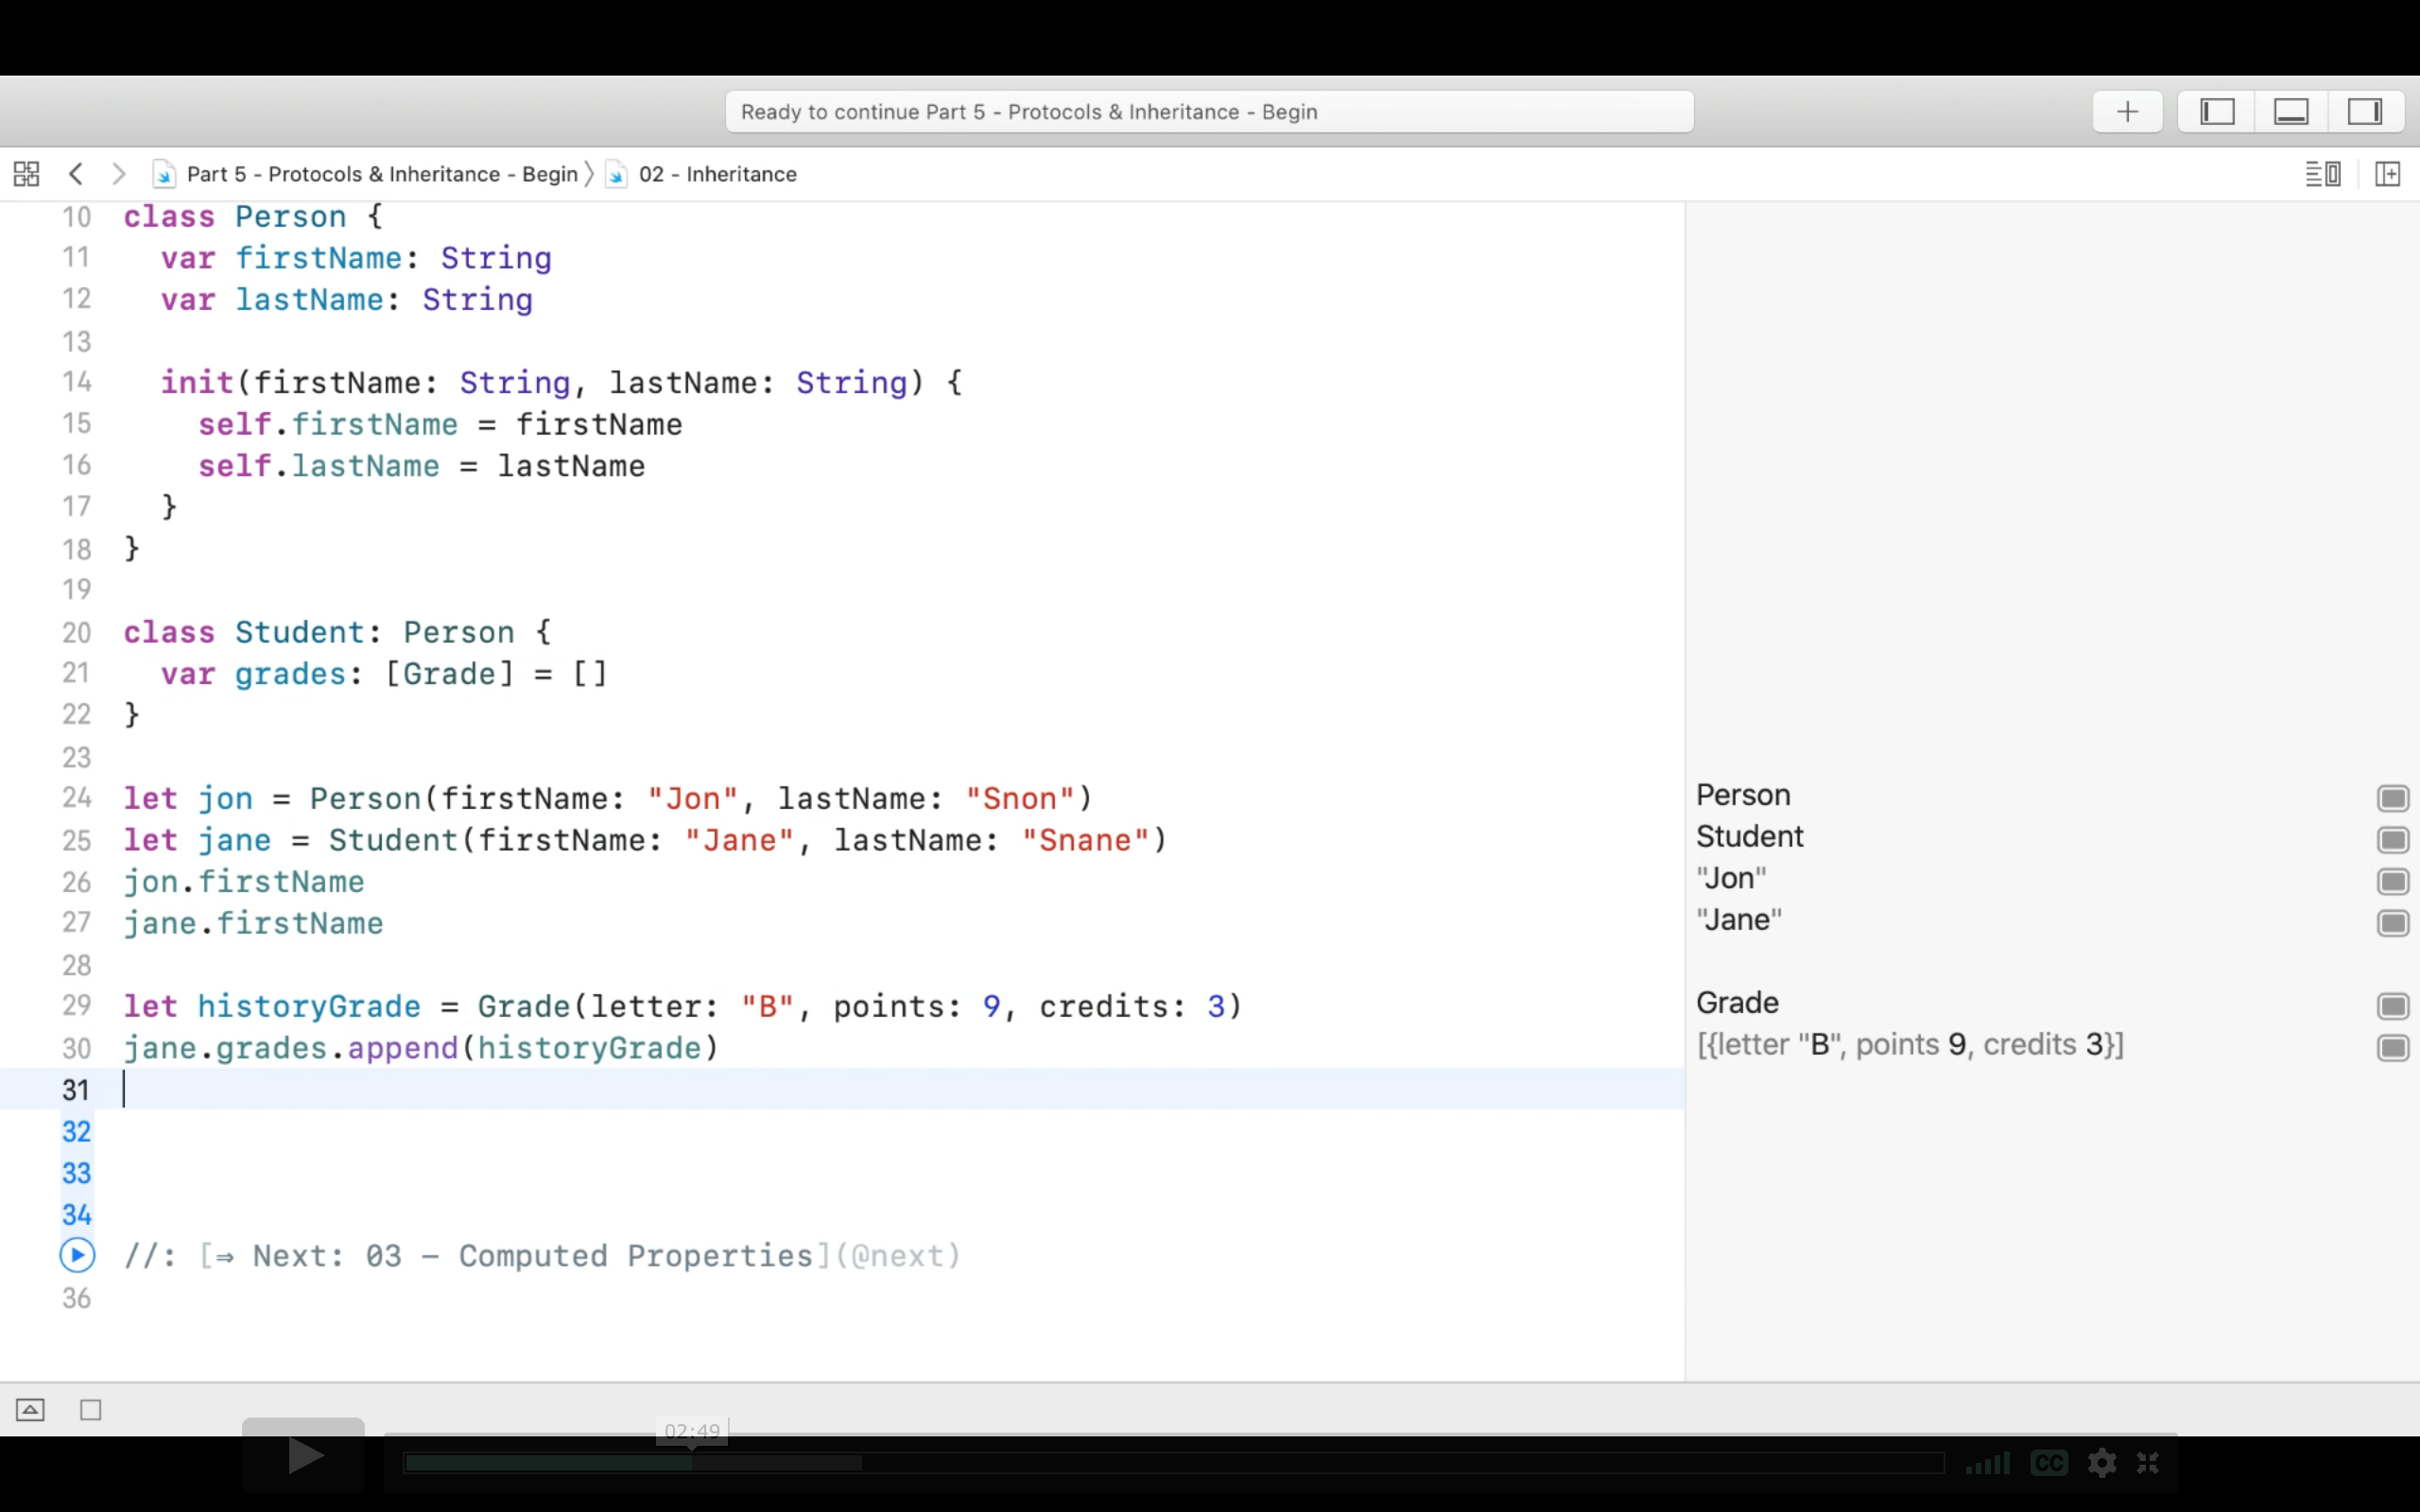 Ready to continue Part 5 - Protocols & Inheritance - Begin
Part 5 - Protocols & Inheritance - Begin 〉 02 - Inheritance
10 class Person {
11   var firstName: String
12   var lastName: String
13
14   init(firstName: String, lastName: String) {
15     self.firstName = firstName
16     self.lastName = lastName
17   }
18 }
19
20 class Student: Person {
21   var grades: [Grade] = []
22 }
23
24 let jon = Person(firstName: "Jon", lastName: "Snon") Person
25 let jane = Student(firstName: "Jane", lastName: "Snane") Student
26 jon.firstName "Jon"
27 jane.firstName "Jane"
28
29 let historyGrade = Grade(letter: "B", points: 9, credits: 3) Grade
30 jane.grades.append(historyGrade) [{letter "B", points 9, credits 3}]
31
32
33
34
//: [⇒ Next: 03 – Computed Properties](@next)
36
02:49
CC